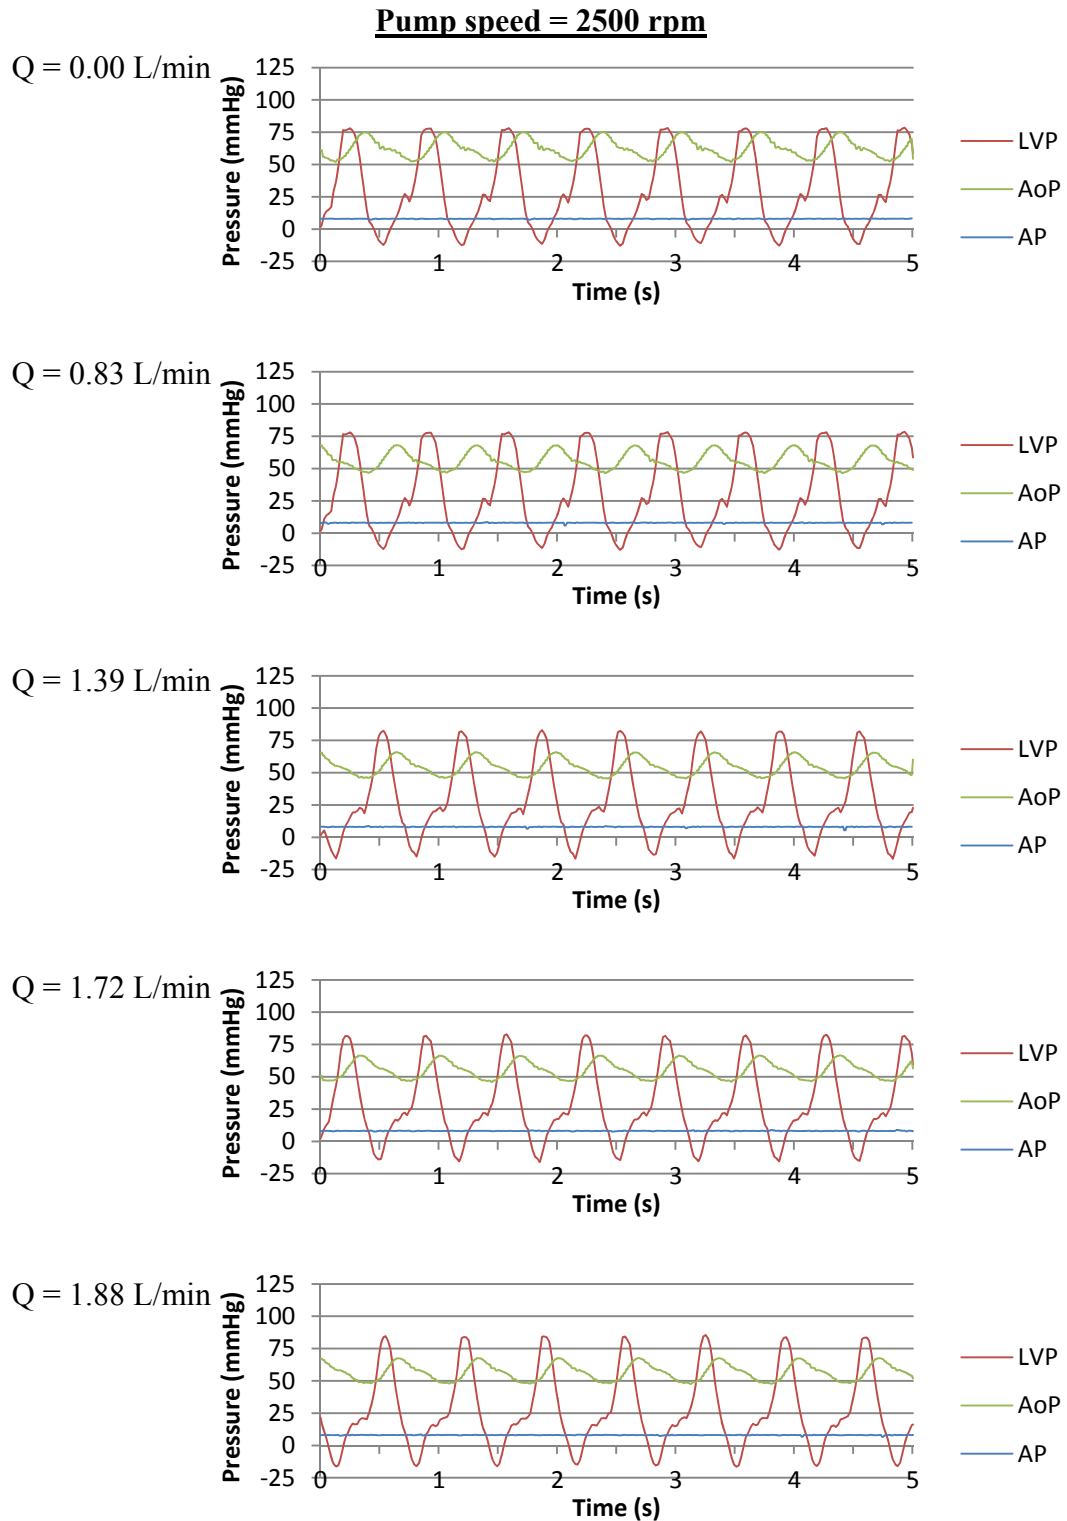 Pump speed = 2500 rpm
Q = 0.00 L/min
Pressure (mmHg)
125
100
75
50
25
0
-25
0 1 2 3 4 5
Time (s)
LVP
AoP
AP
Q = 0.83 L/min
Pressure (mmHg)
125
100
75
50
25
0
-25
0 1 2 3 4 5
Time (s)
LVP
AoP
AP
Q = 1.39 L/min
Pressure (mmHg)
125
100
75
50
25
0
-25
0 1 2 3 4 5
Time (s)
LVP
AoP
AP
Q = 1.72 L/min
Pressure (mmHg)
125
100
75
50
25
0
-25
0 1 2 3 4 5
Time (s)
LVP
AoP
AP
Q = 1.88 L/min
Pressure (mmHg)
125
100
75
50
25
0
-25
0 1 2 3 4 5
Time (s)
LVP
AoP
AP